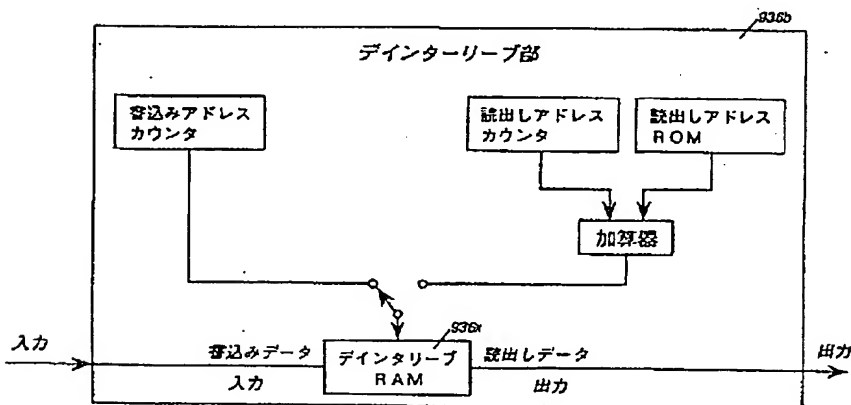 936b
デインターリーブ部
書込みアドレス
カウンタ
読出しアドレス
カウンタ
読出しアドレス
ROM
加算器
936x
入力
書込みデータ
入力
デインタリーブ
RAM
読出しデータ
出力
出力